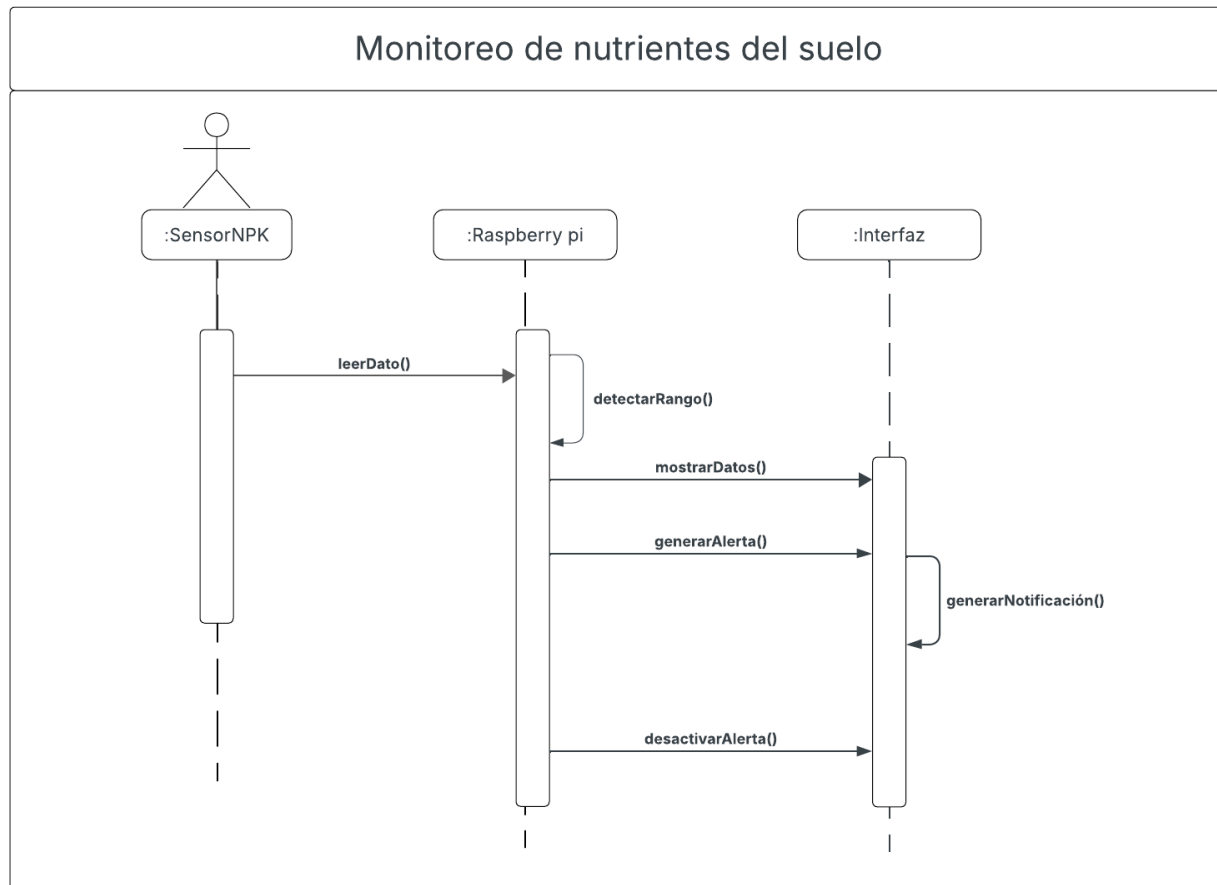 Monitoreo de nutrientes del suelo
:SensorNPK
:Raspberry pi
:Interfaz
leerDato()
detectarRango()
mostrarDatos()
generarAlerta()
generarNotificación()
desactivarAlerta()